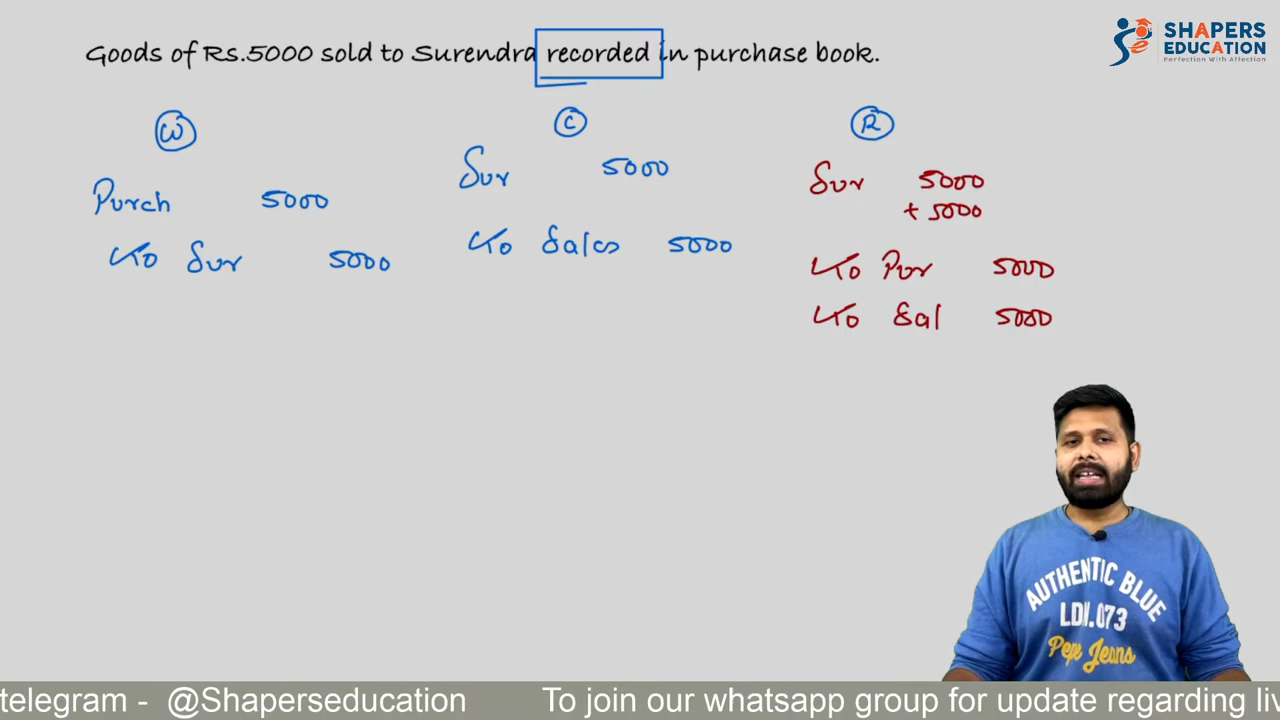 Goods of Rs.5000 sold to Surendra recorded in purchase book.
SHAPERS
EDUCATION
Perfection With Affection
W
Purch 5000
To Sur 5000
C
Sur 5000
To Sales 5000
R
Sur 5000
+ 5000
To Pur 5000
To Sal 5000
AUTHENTIC BLUE
LDN.073
Pepe Jeans
telegram - @Shaperseducation To join our whatsapp group for update regarding liv